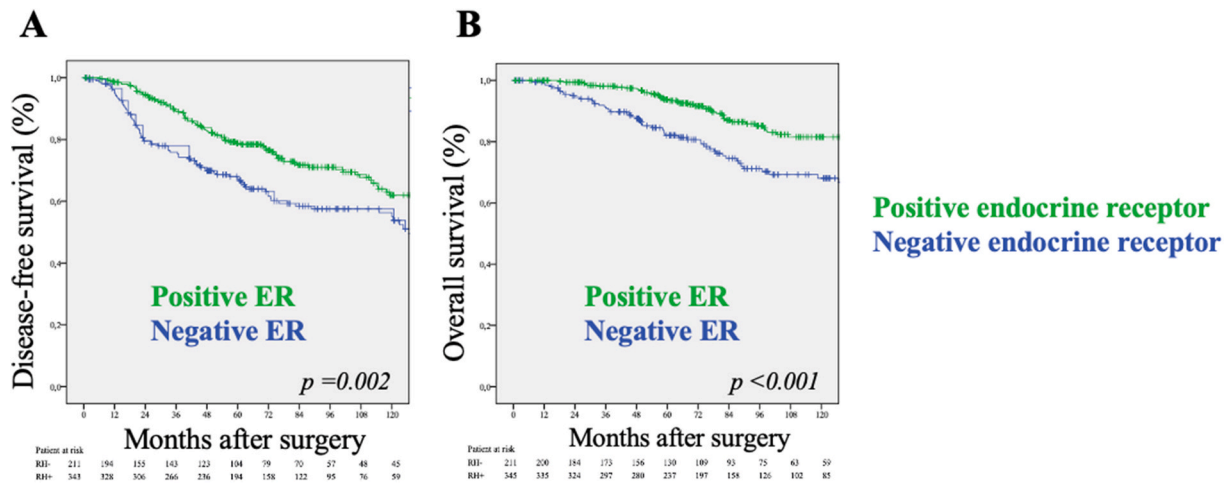 A
B
Disease-free survival (%)
1,0
0,8
0,6
0,4
0,2
0,0
Positive ER
Negative ER
p =0.002
0 12 24 36 48 60 72 84 96 108 120
Months after surgery
Patient at risk
RH- 211 194 155 143 123 104 79 70 57 48 45
RH+ 343 328 306 266 236 194 158 122 95 76 59
Overall survival (%)
1,0
0,8
0,6
0,4
0,2
0,0
Positive ER
Negative ER
p <0.001
0 12 24 36 48 60 72 84 96 108 120
Months after surgery
Patient at risk
RH- 211 200 184 173 156 130 109 93 75 63 59
RH+ 345 335 324 297 280 237 197 158 126 102 85
Positive endocrine receptor
Negative endocrine receptor